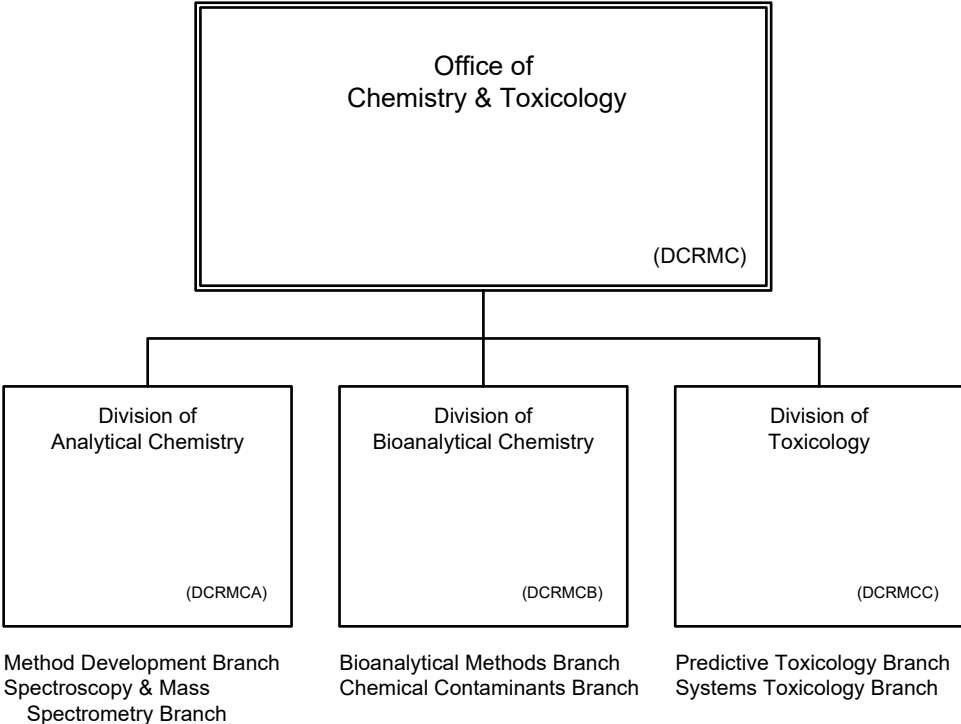 Office of
Chemistry & Toxicology
(DCRMC)
Division of
Analytical Chemistry
(DCRMCA)
Method Development Branch
Spectroscopy & Mass
Spectrometry Branch
Division of
Bioanalytical Chemistry
(DCRMCB)
Bioanalytical Methods Branch
Chemical Contaminants Branch
Division of
Toxicology
(DCRMCC)
Predictive Toxicology Branch
Systems Toxicology Branch